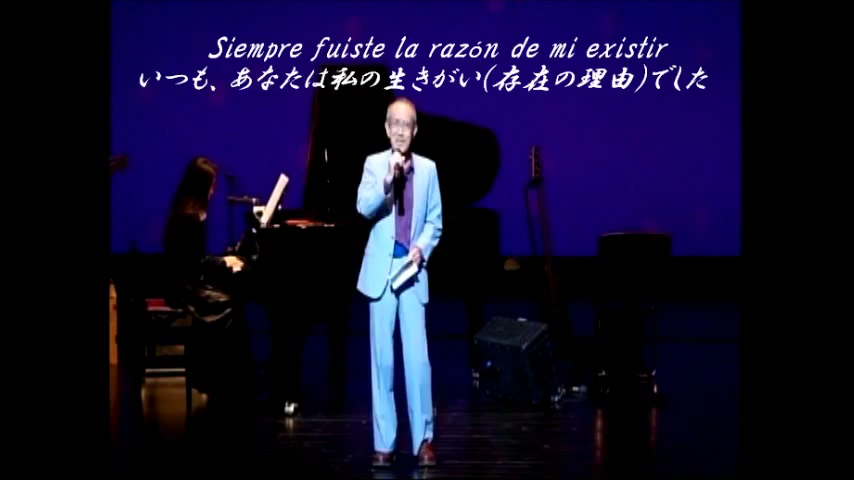 Siempre fuiste la razón de mi existir
いつも、あなたは私の生きがい(存在の理由)でした